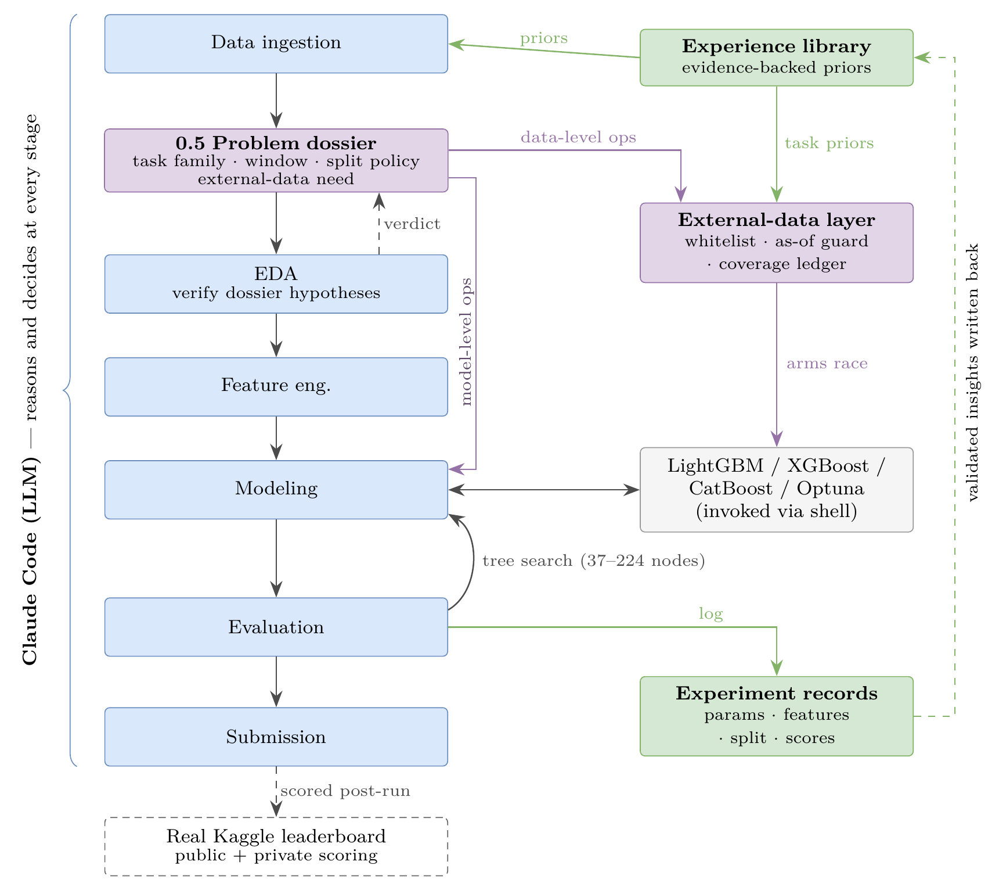 Data ingestion
priors
Experience library
evidence-backed priors
0.5 Problem dossier
task family · window · split policy
external-data need
data-level ops
task priors
verdict
External-data layer
whitelist · as-of guard
· coverage ledger
EDA
verify dossier hypotheses
model-level ops
arms race
Feature eng.
Modeling
LightGBM / XGBoost /
CatBoost / Optuna
(invoked via shell)
tree search (37–224 nodes)
Evaluation
log
Experiment records
params · features
· split · scores
Submission
scored post-run
Real Kaggle leaderboard
public + private scoring
Claude Code (LLM) — reasons and decides at every stage
validated insights written back